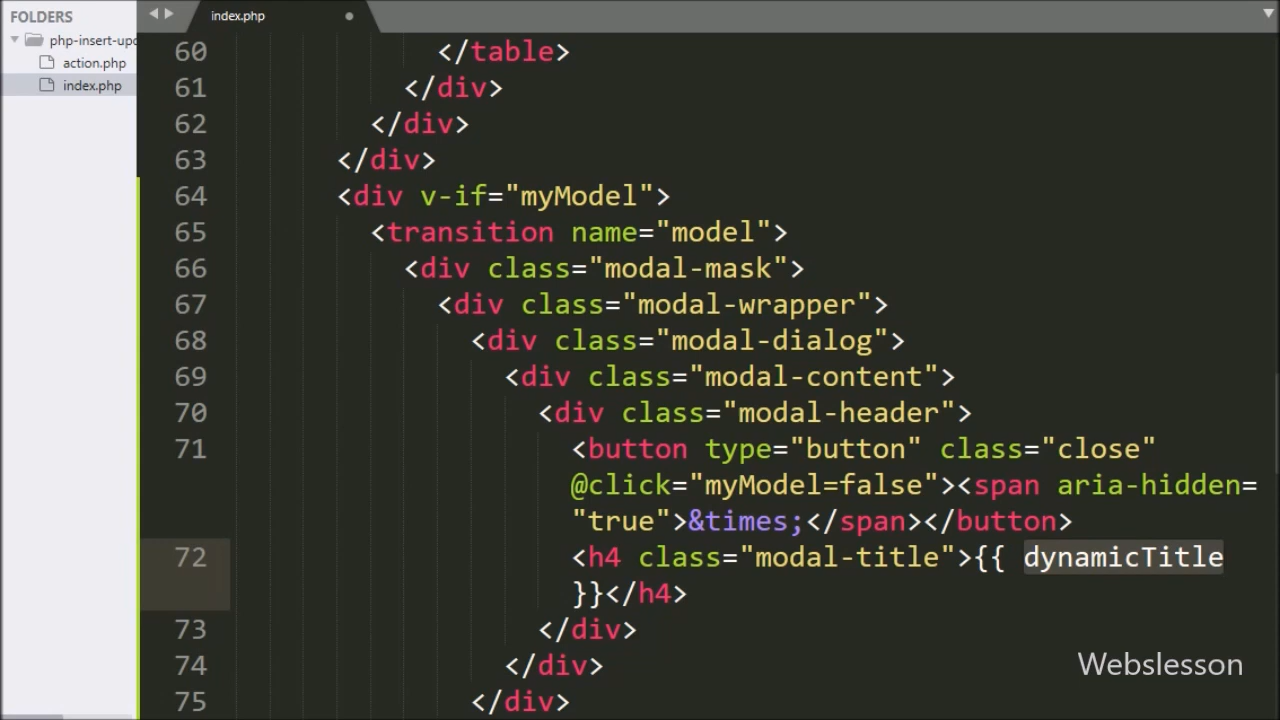 FOLDERS
php-insert-upd
action.php
index.php
index.php
60 </table>
61 </div>
62 </div>
63 </div>
64 <div v-if="myModel">
65 <transition name="model">
66 <div class="modal-mask">
67 <div class="modal-wrapper">
68 <div class="modal-dialog">
69 <div class="modal-content">
70 <div class="modal-header">
71 <button type="button" class="close"
@click="myModel=false"><span aria-hidden=
"true">&times;</span></button>
72 <h4 class="modal-title">{{ dynamicTitle
}}</h4>
73 </div>
74 </div>
75 </div>
Webslesson